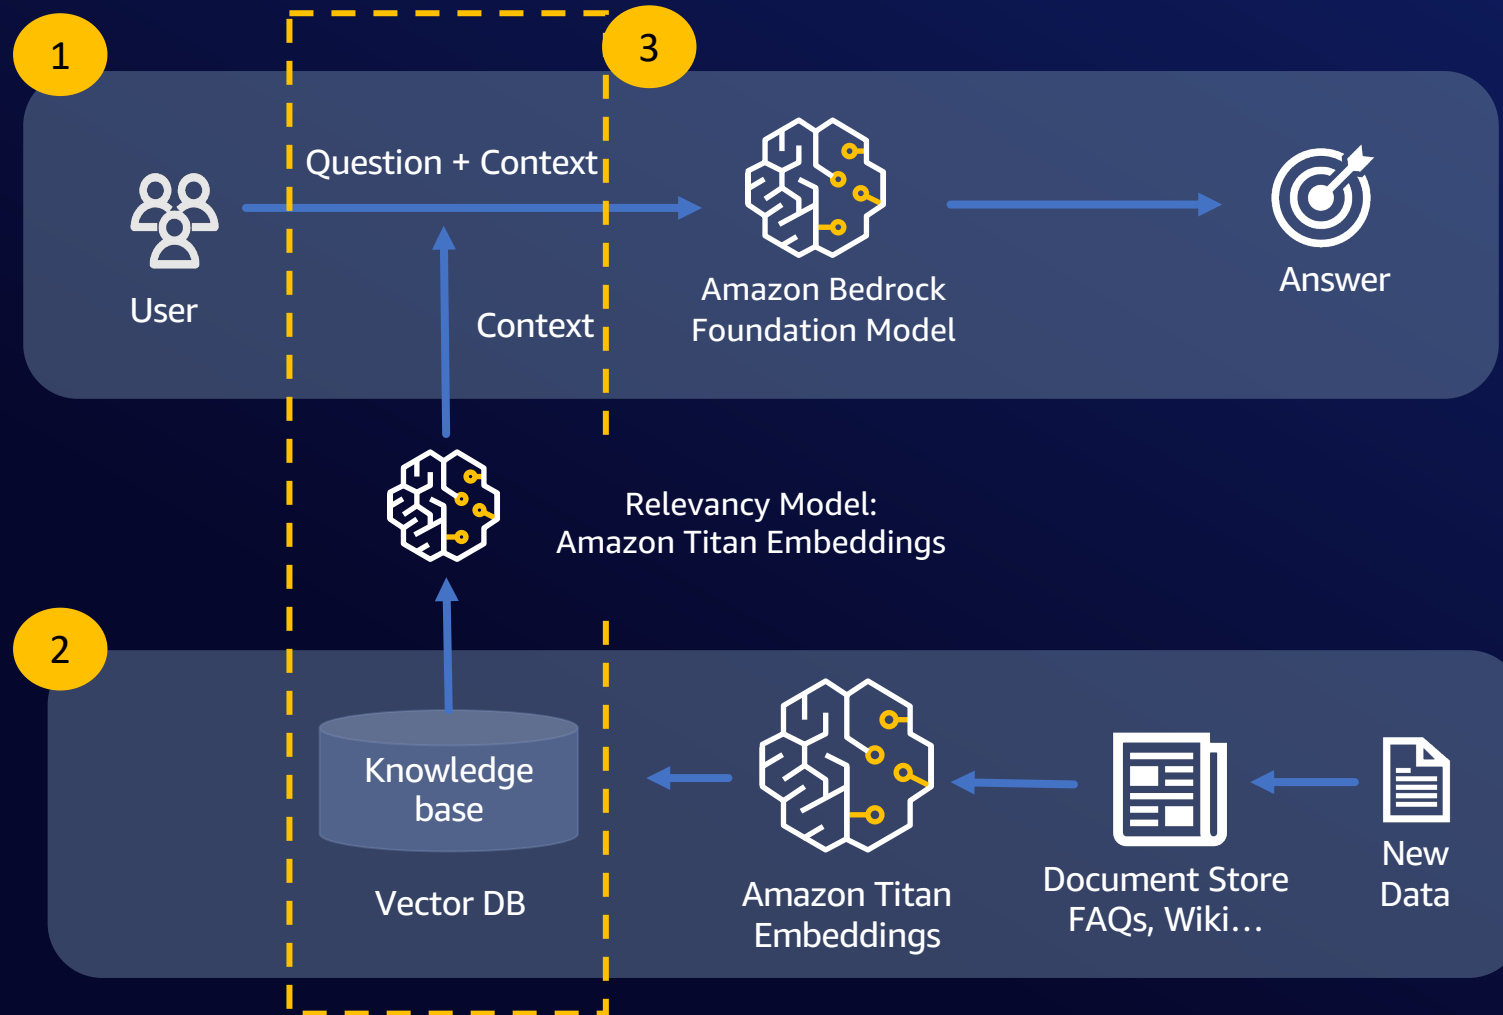 1
3
Question + Context
User
Context
Amazon Bedrock
Foundation Model
Answer
Relevancy Model:
Amazon Titan Embeddings
2
Knowledge
base
Vector DB
Amazon Titan
Embeddings
Document Store
FAQs, Wiki…
New
Data